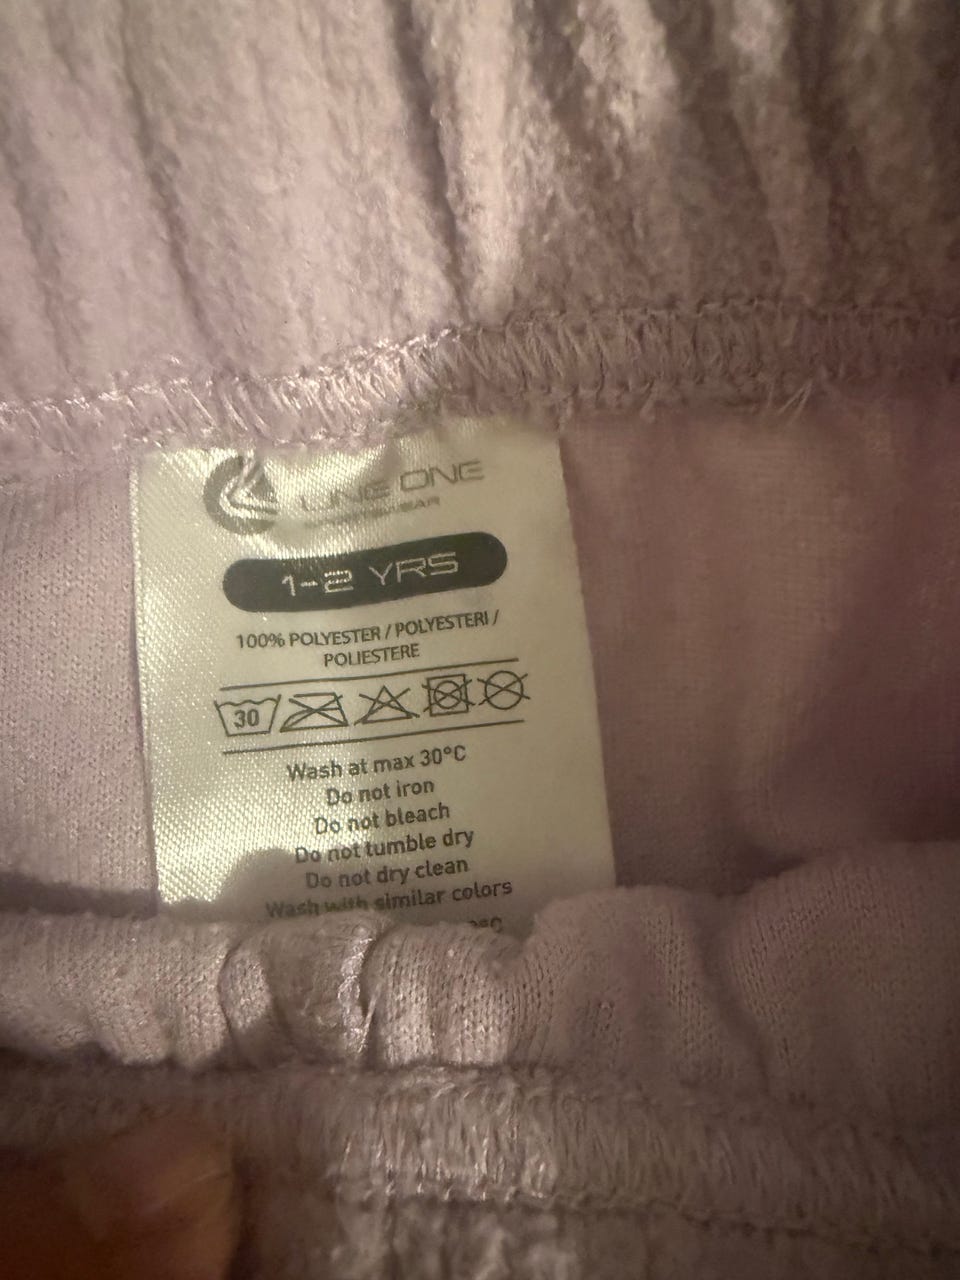 LINE ONE
SPORTSWEAR
1-2 YRS
100% POLYESTER / POLYESTERI /
POLIESTERE
30
Wash at max 30°C
Do not iron
Do not bleach
Do not tumble dry
Do not dry clean
Wash with similar colors